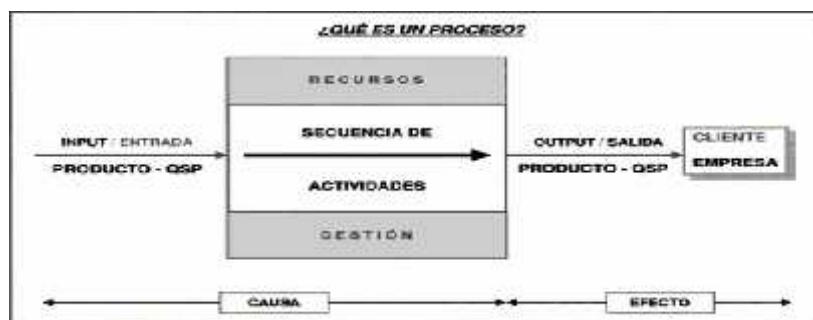 ¿QUÉ ES UN PROCESO?
RECURSOS
INPUT / ENTRADA
PRODUCTO - QSP
SECUENCIA DE
ACTIVIDADES
OUTPUT / SALIDA
PRODUCTO - QSP
CLIENTE
EMPRESA
GESTIÓN
CAUSA
EFECTO